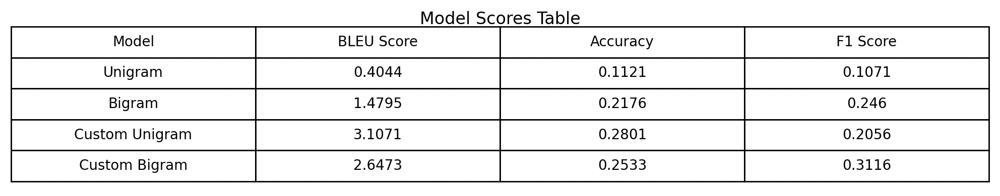 Model Scores Table
Model BLEU Score Accuracy F1 Score
Unigram 0.4044 0.1121 0.1071
Bigram 1.4795 0.2176 0.246
Custom Unigram 3.1071 0.2801 0.2056
Custom Bigram 2.6473 0.2533 0.3116